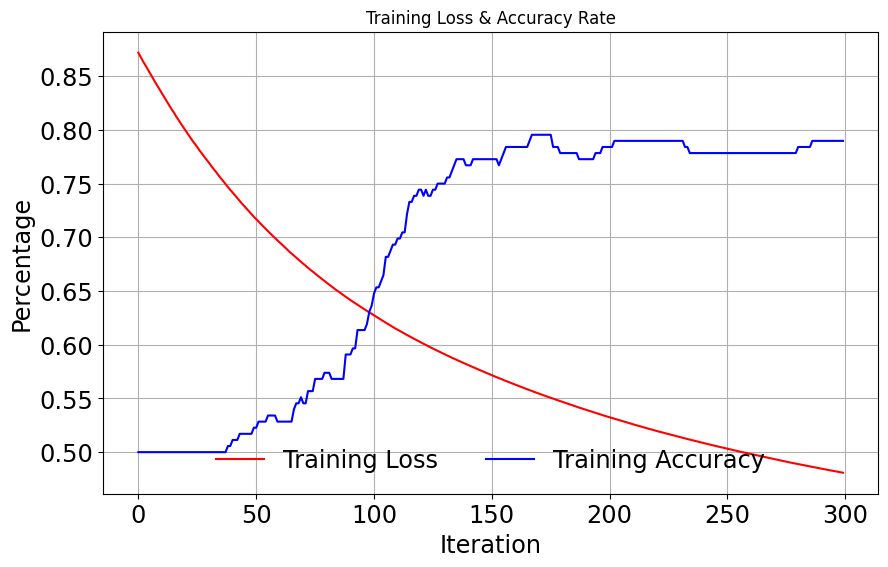 Training Loss & Accuracy Rate
0.85
0.80
0.75
0.70
0.65
0.60
0.55
0.50
Percentage
Training Loss Training Accuracy
0 50 100 150 200 250 300
Iteration